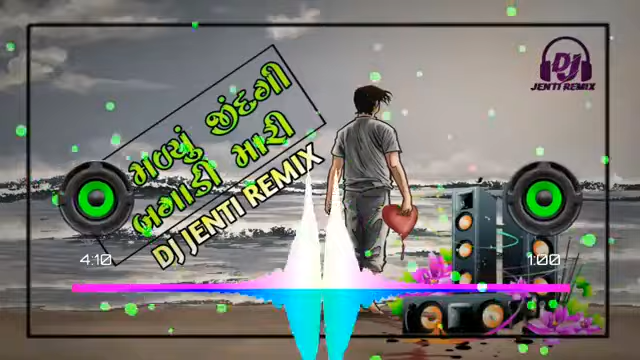 મળ્યું જીંદગી
બગાડી મારી
DJ JENTI REMIX
DJ
JENTI REMIX
4:10
1:00